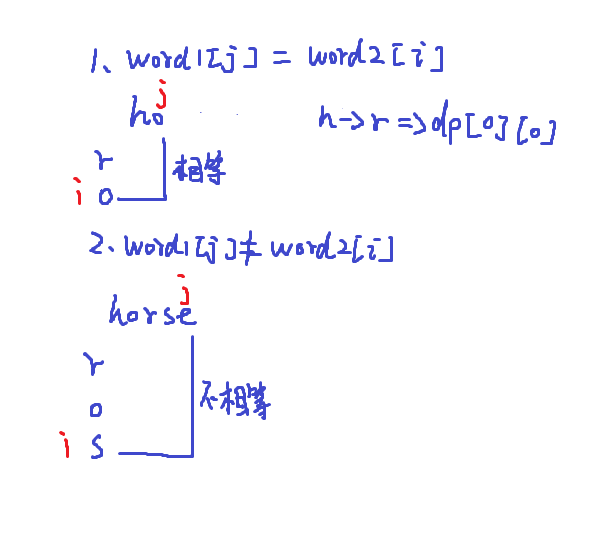 1、word1[j] = word2[i]
j
ho
h->r=>dp[0][0]
r
相等
i o
2、word1[j]≠word2[i]
j
horse
r
o
不相等
i s